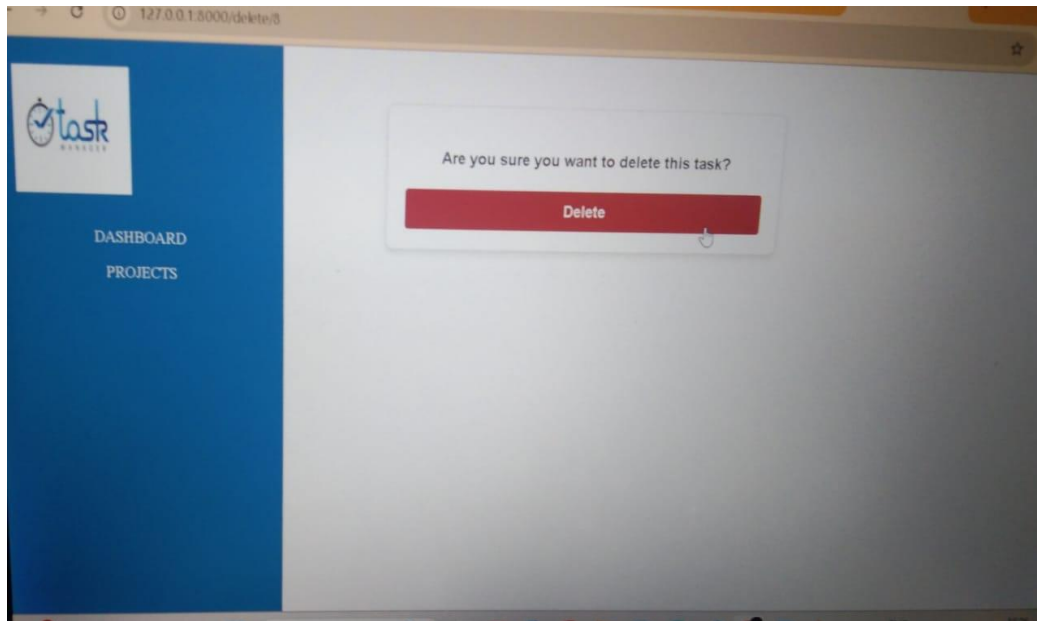 127.0.0.1:8000/delete/8
task
MANAGER
Are you sure you want to delete this task?
Delete
DASHBOARD
PROJECTS